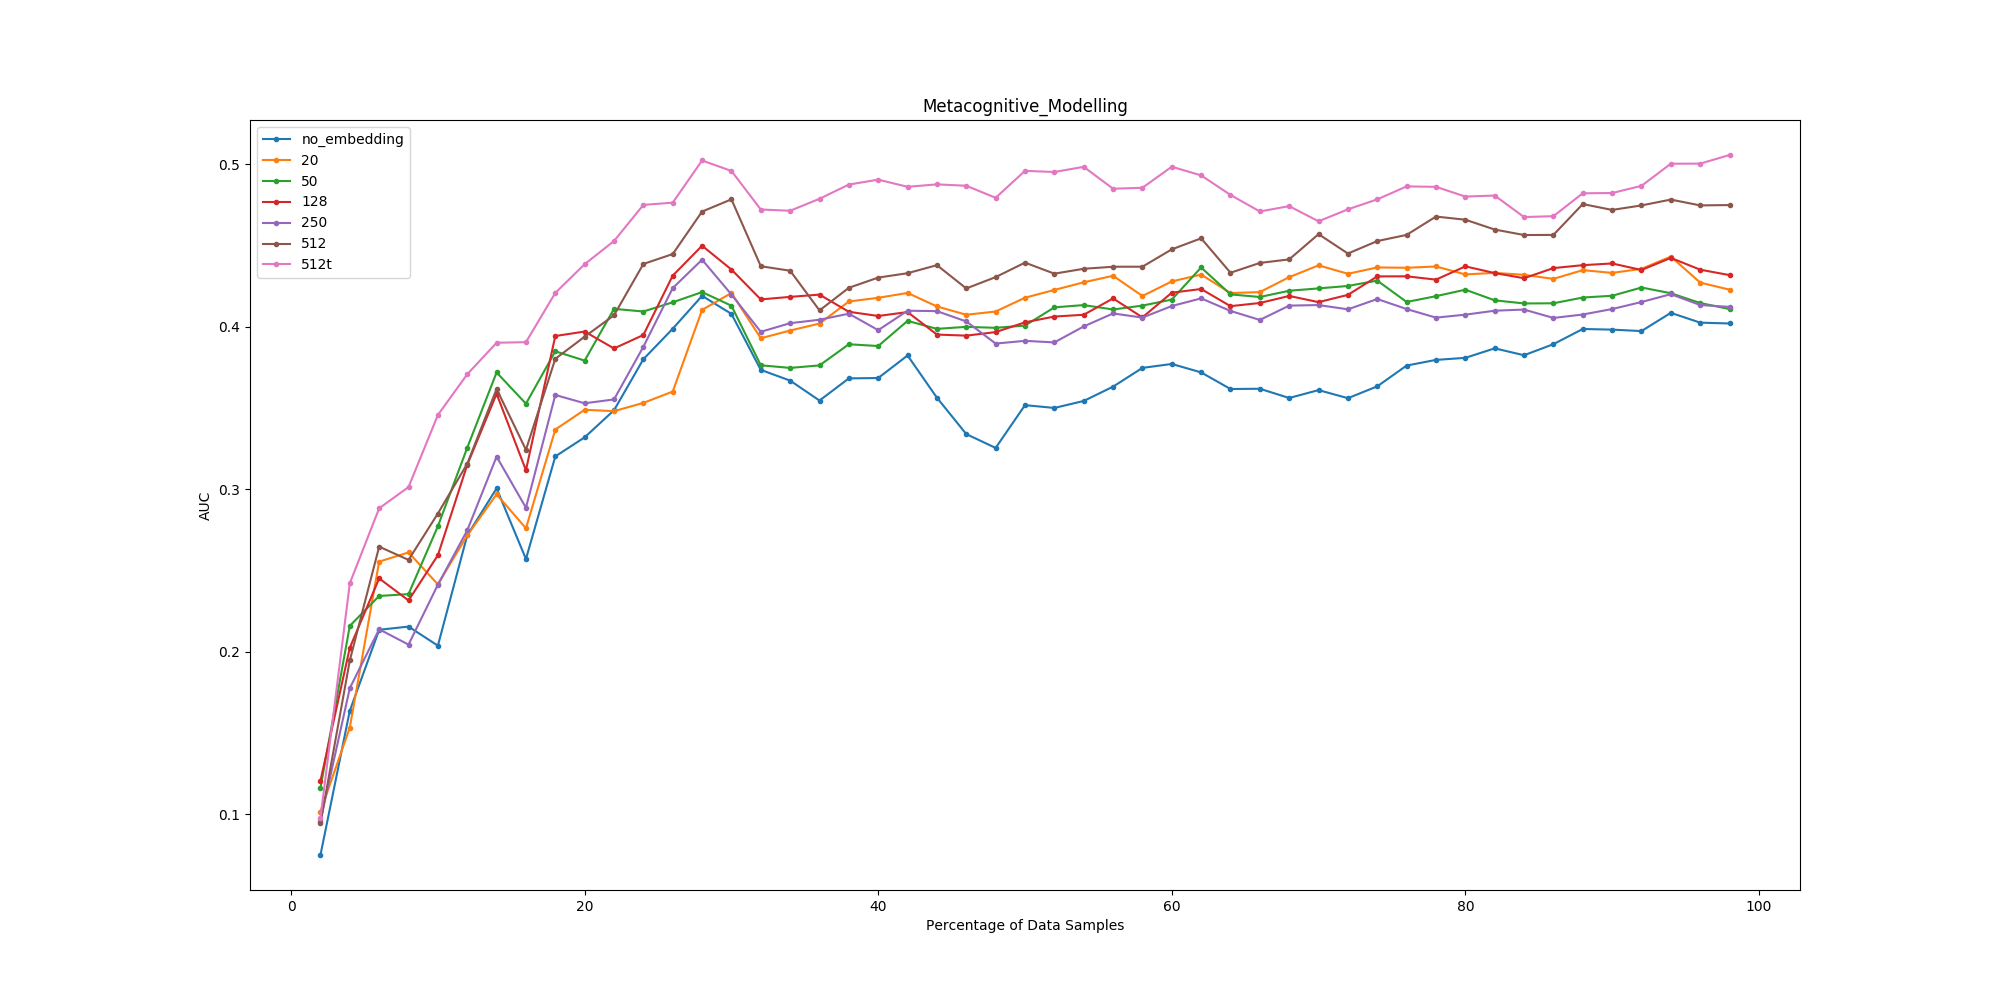 Metacognitive_Modelling
no_embedding
20
50
128
250
512
512t
0.5
0.4
0.3
0.2
0.1
AUC
0 20 40 60 80 100
Percentage of Data Samples